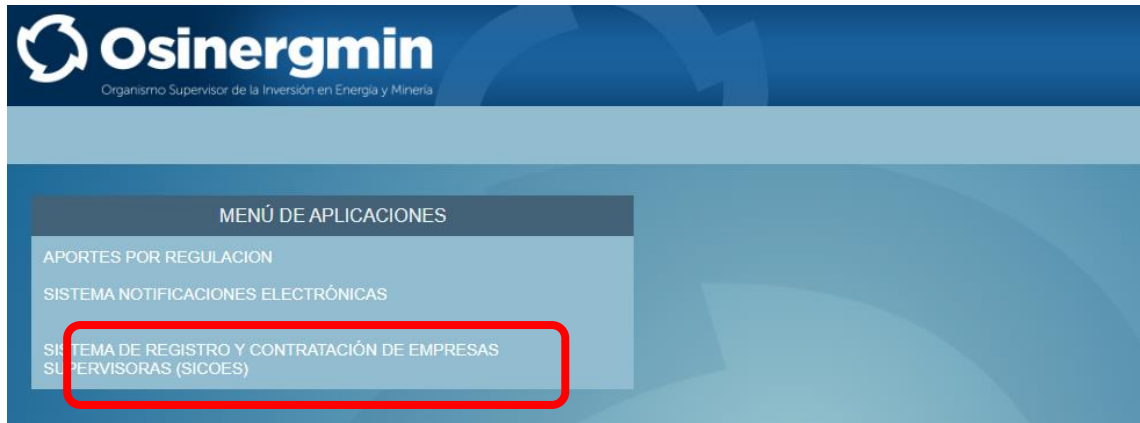 Osinergmin
Organismo Supervisor de la Inversión en Energía y Minería
MENÚ DE APLICACIONES
APORTES POR REGULACION
SISTEMA NOTIFICACIONES ELECTRÓNICAS
SISTEMA DE REGISTRO Y CONTRATACIÓN DE EMPRESAS
SUPERVISORAS (SICOES)